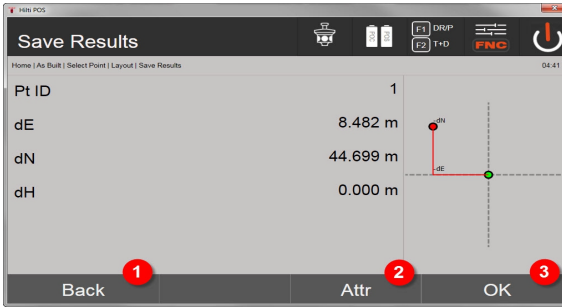 Hilti POS
Save Results
POC
POS
F1 DR/P
F2 T+D
FNC
Home | As Built | Select Point | Layout | Save Results
04:41
Pt ID 1
dE 8.482 m
dN 44.699 m
dH 0.000 m
-dN
-dE
1
2
3
Back
Attr
OK